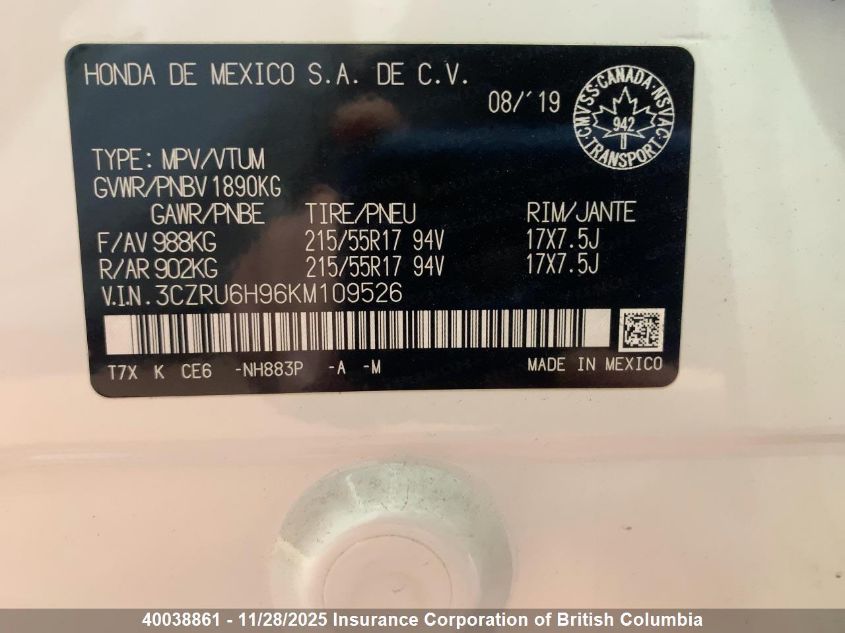 HONDA DE MEXICO S.A. DE C.V.
08/'19
CMVSS·CANADA·NSVAC·TRANSPORT
942
TYPE: MPV/VTUM
GVWR/PNBV 1890KG
GAWR/PNBE TIRE/PNEU RIM/JANTE
F/AV 988KG 215/55R17 94V 17X7.5J
R/AR 902KG 215/55R17 94V 17X7.5J
V.I.N. 3CZRU6H96KM109526
T7X K CE6 -NH883P -A -M MADE IN MEXICO
40038861 - 11/28/2025 Insurance Corporation of British Columbia